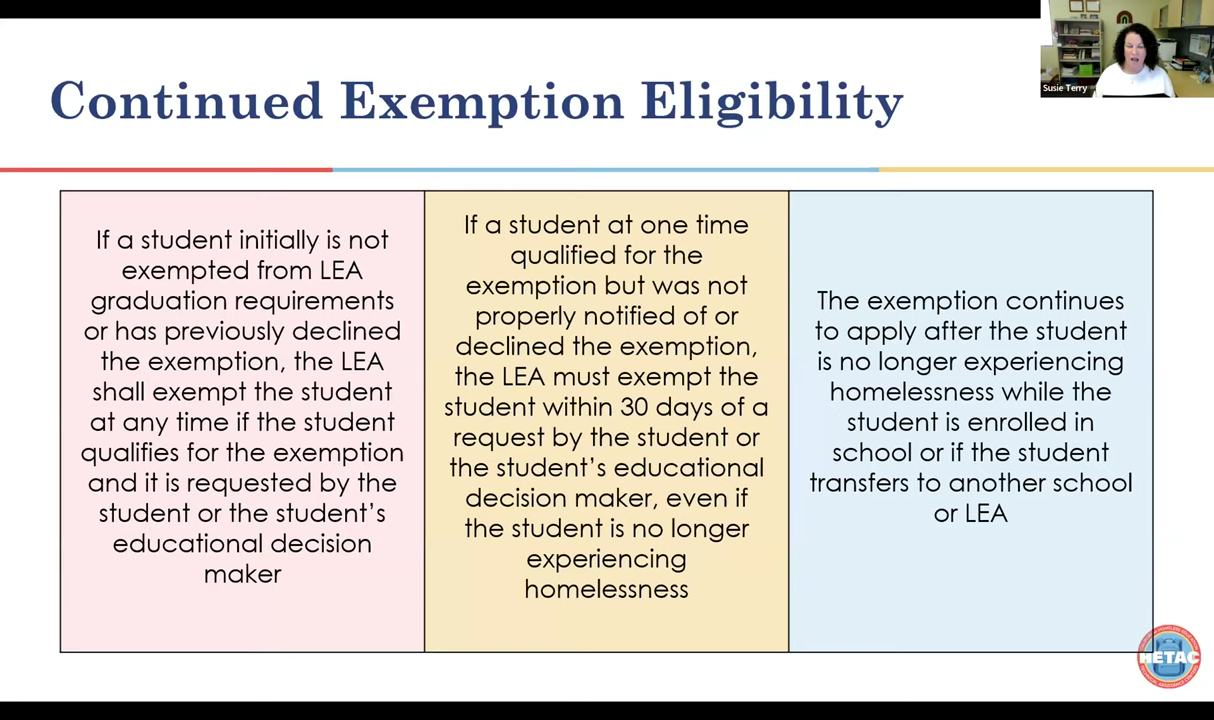 Susie Terry
Continued Exemption Eligibility
If a student initially is not
exempted from LEA
graduation requirements
or has previously declined
the exemption, the LEA
shall exempt the student
at any time if the student
qualifies for the exemption
and it is requested by the
student or the student’s
educational decision
maker
If a student at one time
qualified for the
exemption but was not
properly notified of or
declined the exemption,
the LEA must exempt the
student within 30 days of a
request by the student or
the student’s educational
decision maker, even if
the student is no longer
experiencing
homelessness
The exemption continues
to apply after the student
is no longer experiencing
homelessness while the
student is enrolled in
school or if the student
transfers to another school
or LEA
HETAC